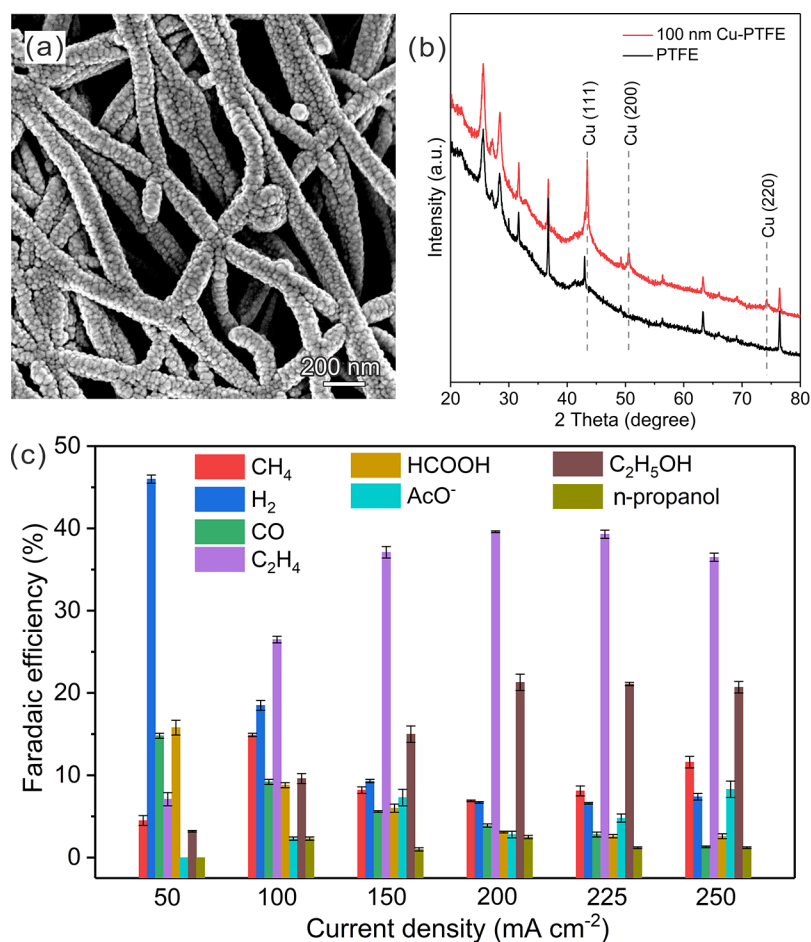 (a)
200 nm
(b)
100 nm Cu-PTFE
PTFE
Cu (111)
Cu (200)
Cu (220)
Intensity (a.u.)
20 30 40 50 60 70 80
2 Theta (degree)
(c)
CH₄
H₂
CO
C₂H₄
HCOOH
AcO⁻
C₂H₅OH
n-propanol
Faradaic efficiency (%)
50
40
30
20
10
0
50 100 150 200 225 250
Current density (mA cm⁻²)